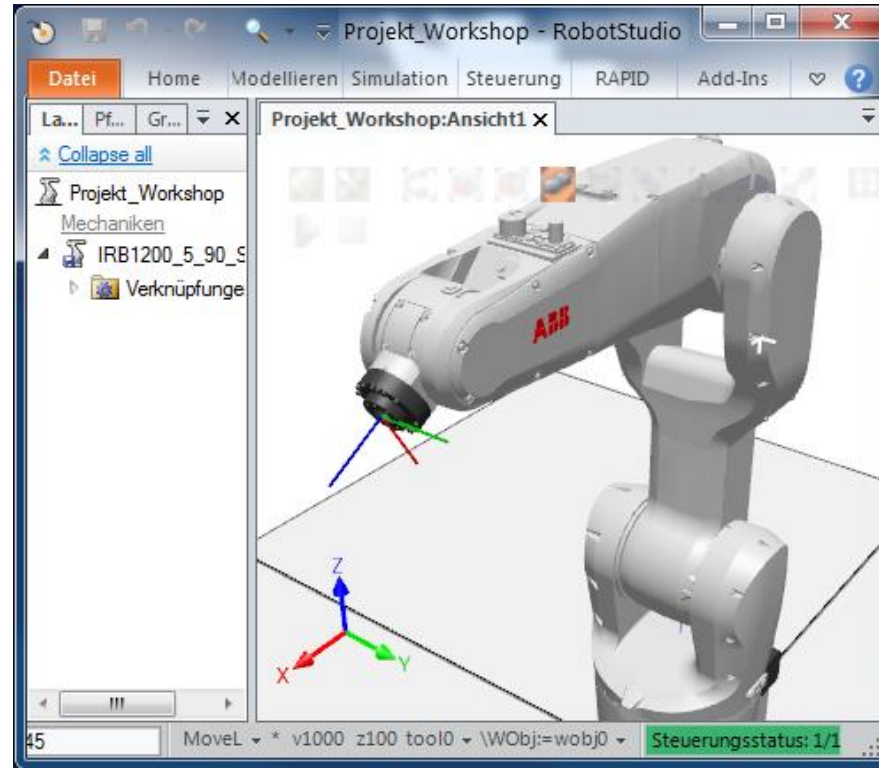 Projekt_Workshop - RobotStudio
Datei Home Modellieren Simulation Steuerung RAPID Add-Ins
La... Pf... Gr... Projekt_Workshop:Ansicht1
Collapse all
Projekt_Workshop
Mechaniken
IRB1200_5_90_S
Verknüpfunge
ABB
Z
X
Y
45 MoveL * v1000 z100 tool0 \WObj:=wobj0 Steuerungsstatus: 1/1